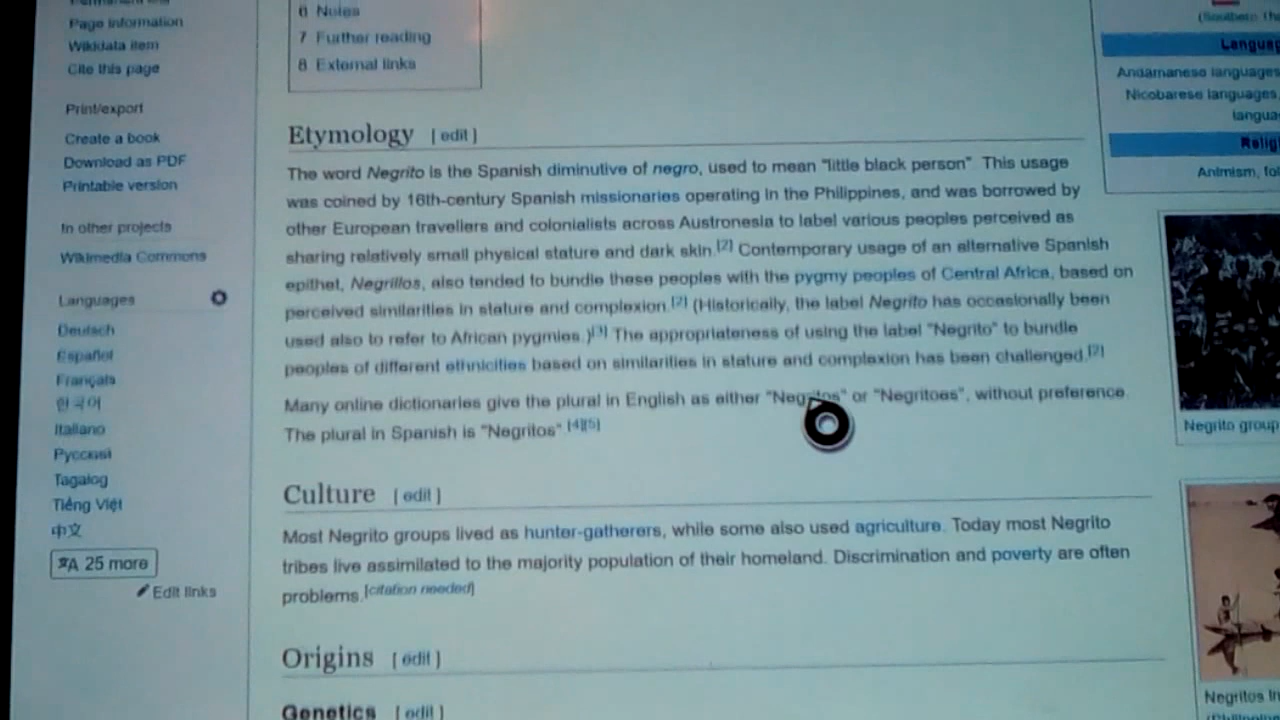 Page information
Wikidata item
Cite this page
Print/export
Create a book
Download as PDF
Printable version
In other projects
Wikimedia Commons
Languages
Deutsch
Español
Français
한국어
Italiano
Русский
Tagalog
Tiếng Việt
中文
25 more
Edit links
6 Notes
7 Further reading
8 External links
Etymology [ edit ]
The word Negrito is the Spanish diminutive of negro, used to mean "little black person". This usage
was coined by 16th-century Spanish missionaries operating in the Philippines, and was borrowed by
other European travellers and colonialists across Austronesia to label various peoples perceived as
sharing relatively small physical stature and dark skin.[2] Contemporary usage of an alternative Spanish
epithet, Negrillos, also tended to bundle these peoples with the pygmy peoples of Central Africa, based on
perceived similarities in stature and complexion.[2] (Historically, the label Negrito has occasionally been
used also to refer to African pygmies.)[3] The appropriateness of using the label "Negrito" to bundle
peoples of different ethnicities based on similarities in stature and complexion has been challenged.[2]
Many online dictionaries give the plural in English as either "Negritos" or "Negritoes", without preference.
The plural in Spanish is "Negritos".[4][5]
Culture [ edit ]
Most Negrito groups lived as hunter-gatherers, while some also used agriculture. Today most Negrito
tribes live assimilated to the majority population of their homeland. Discrimination and poverty are often
problems.[citation needed]
Origins [ edit ]
Genetics [ edit ]
Andamanese languages
Nicobarese languages,
Animism,
Negrito group
Negritos